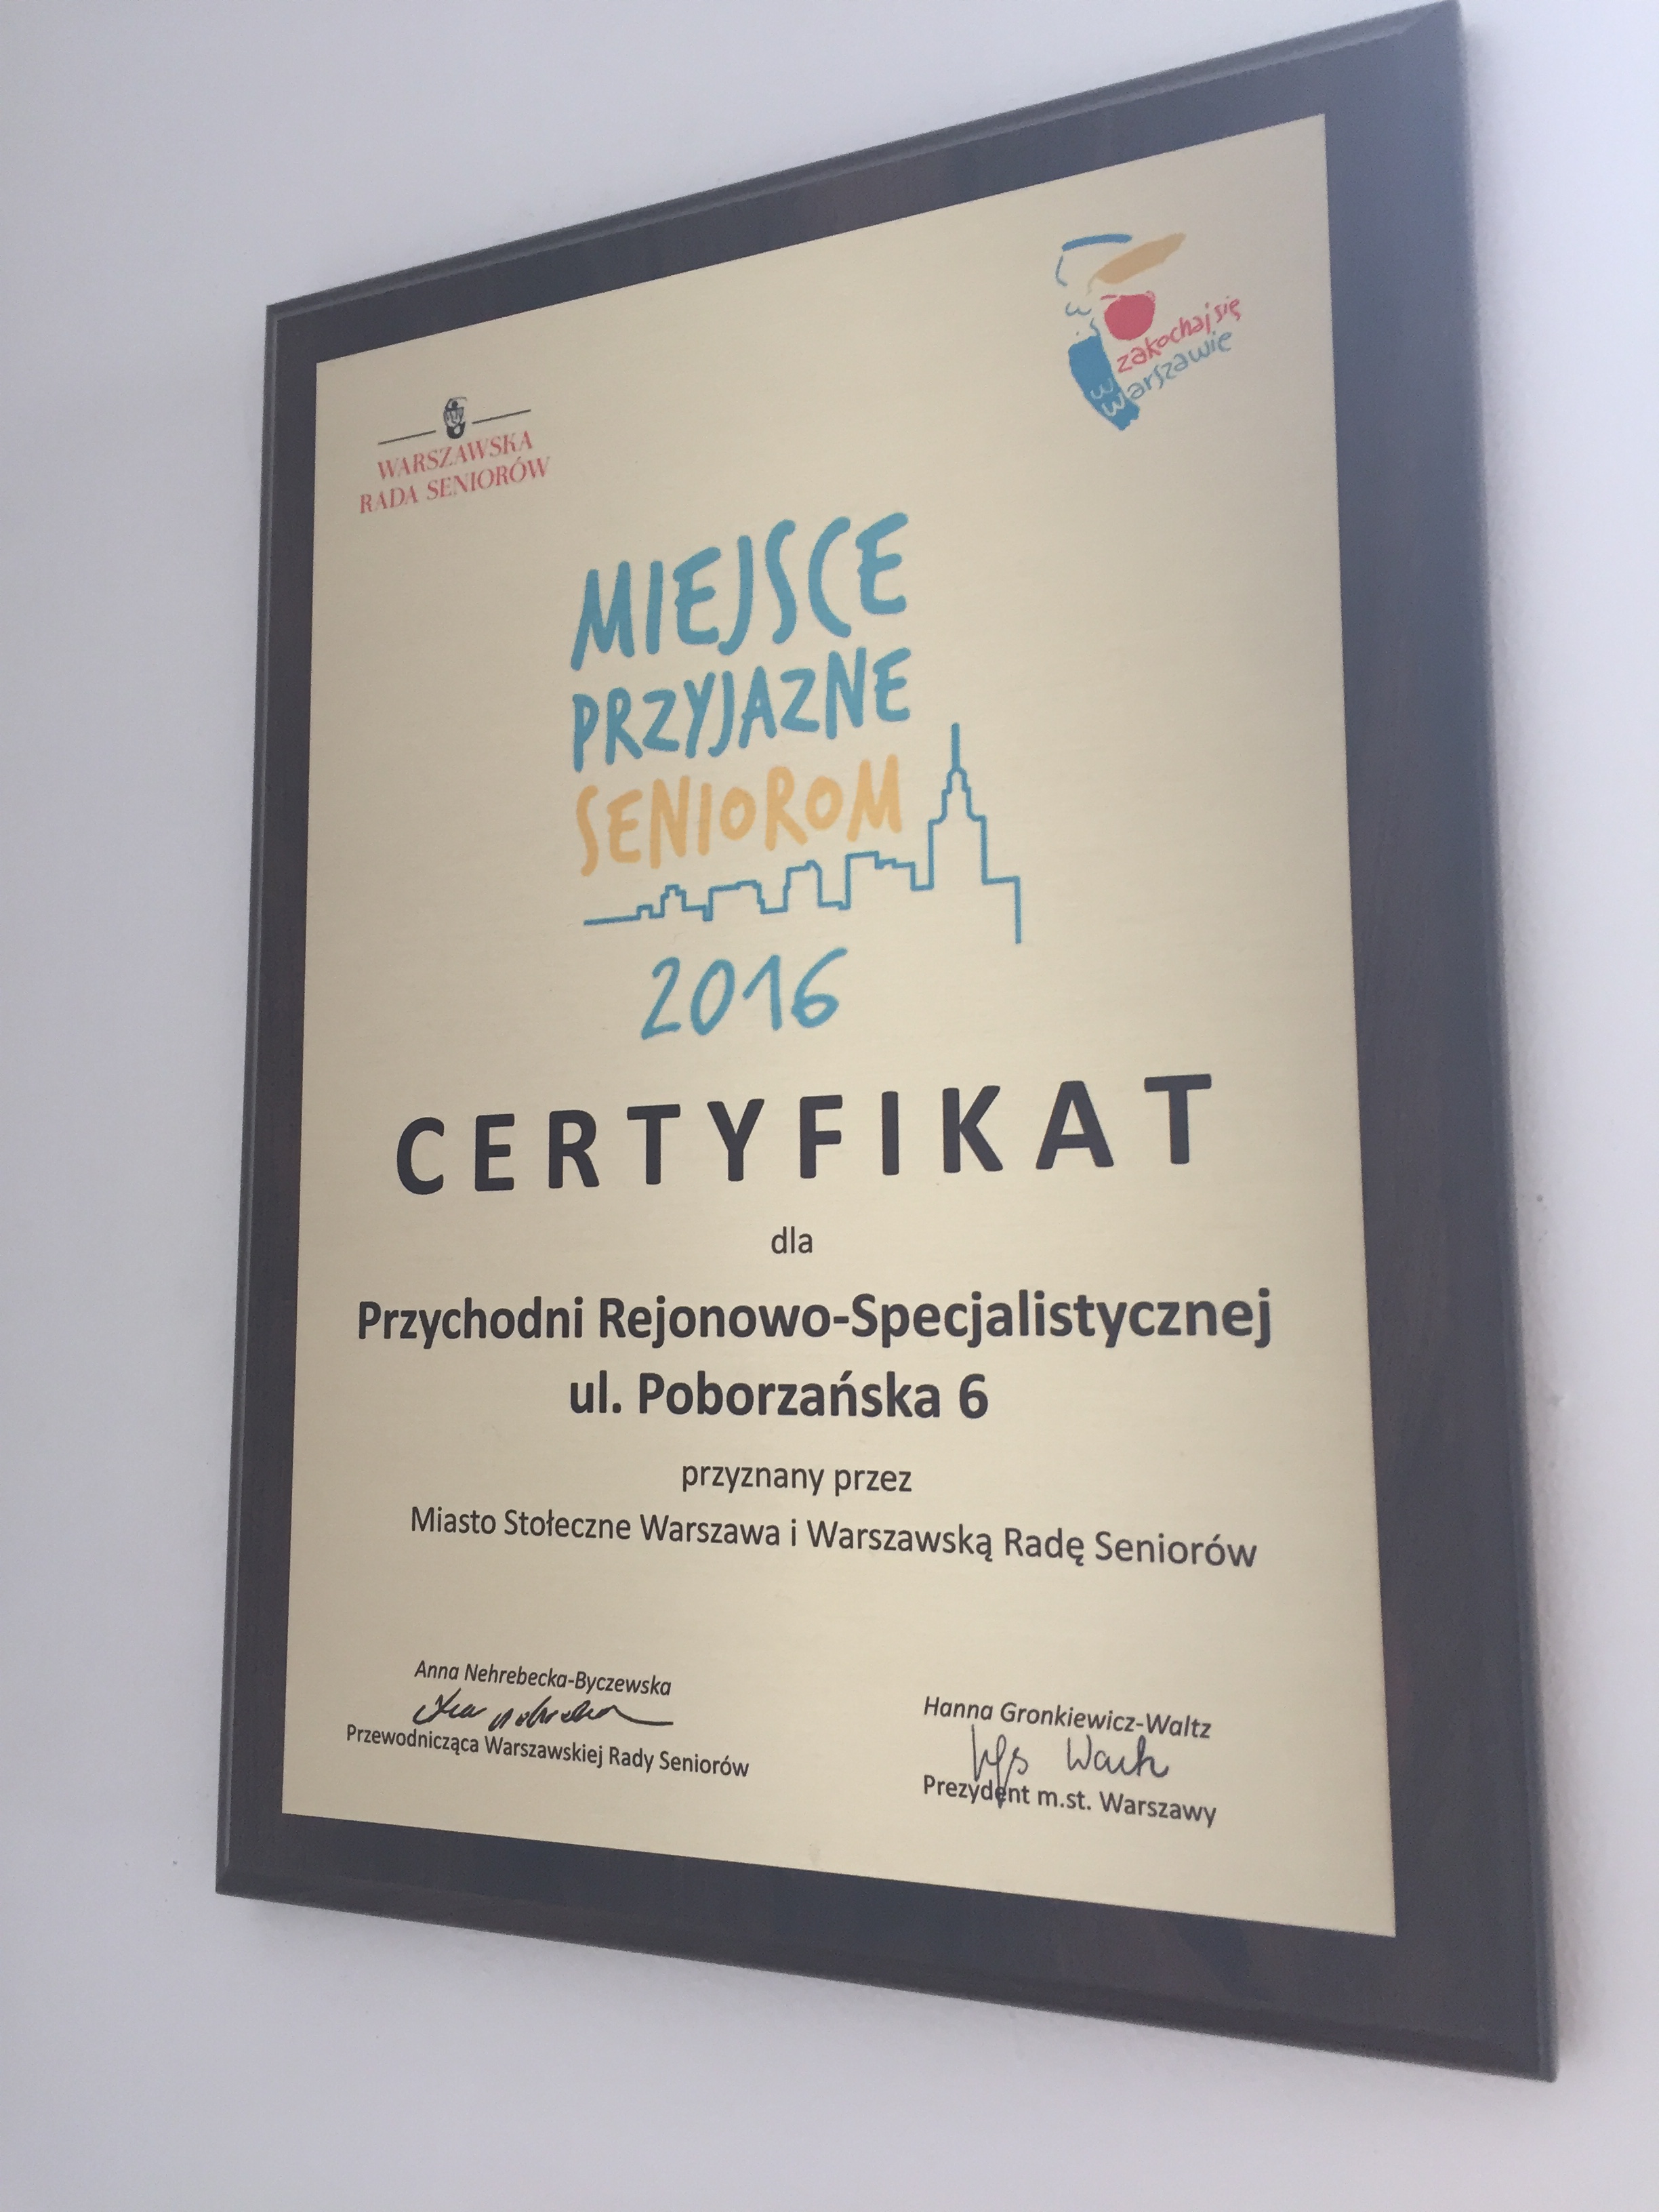 WARSZAWSKA
RADA SENIORÓW
zakochaj się
w Warszawie
MIEJSCE
PRZYJAZNE
SENIOROM
2016
CERTYFIKAT
dla
Przychodni Rejonowo-Specjalistycznej
ul. Poborzańska 6
przyznany przez
Miasto Stołeczne Warszawa i Warszawską Radę Seniorów
Anna Nehrebecka-Byczewska
Przewodnicząca Warszawskiej Rady Seniorów
Hanna Gronkiewicz-Waltz
Prezydent m.st. Warszawy